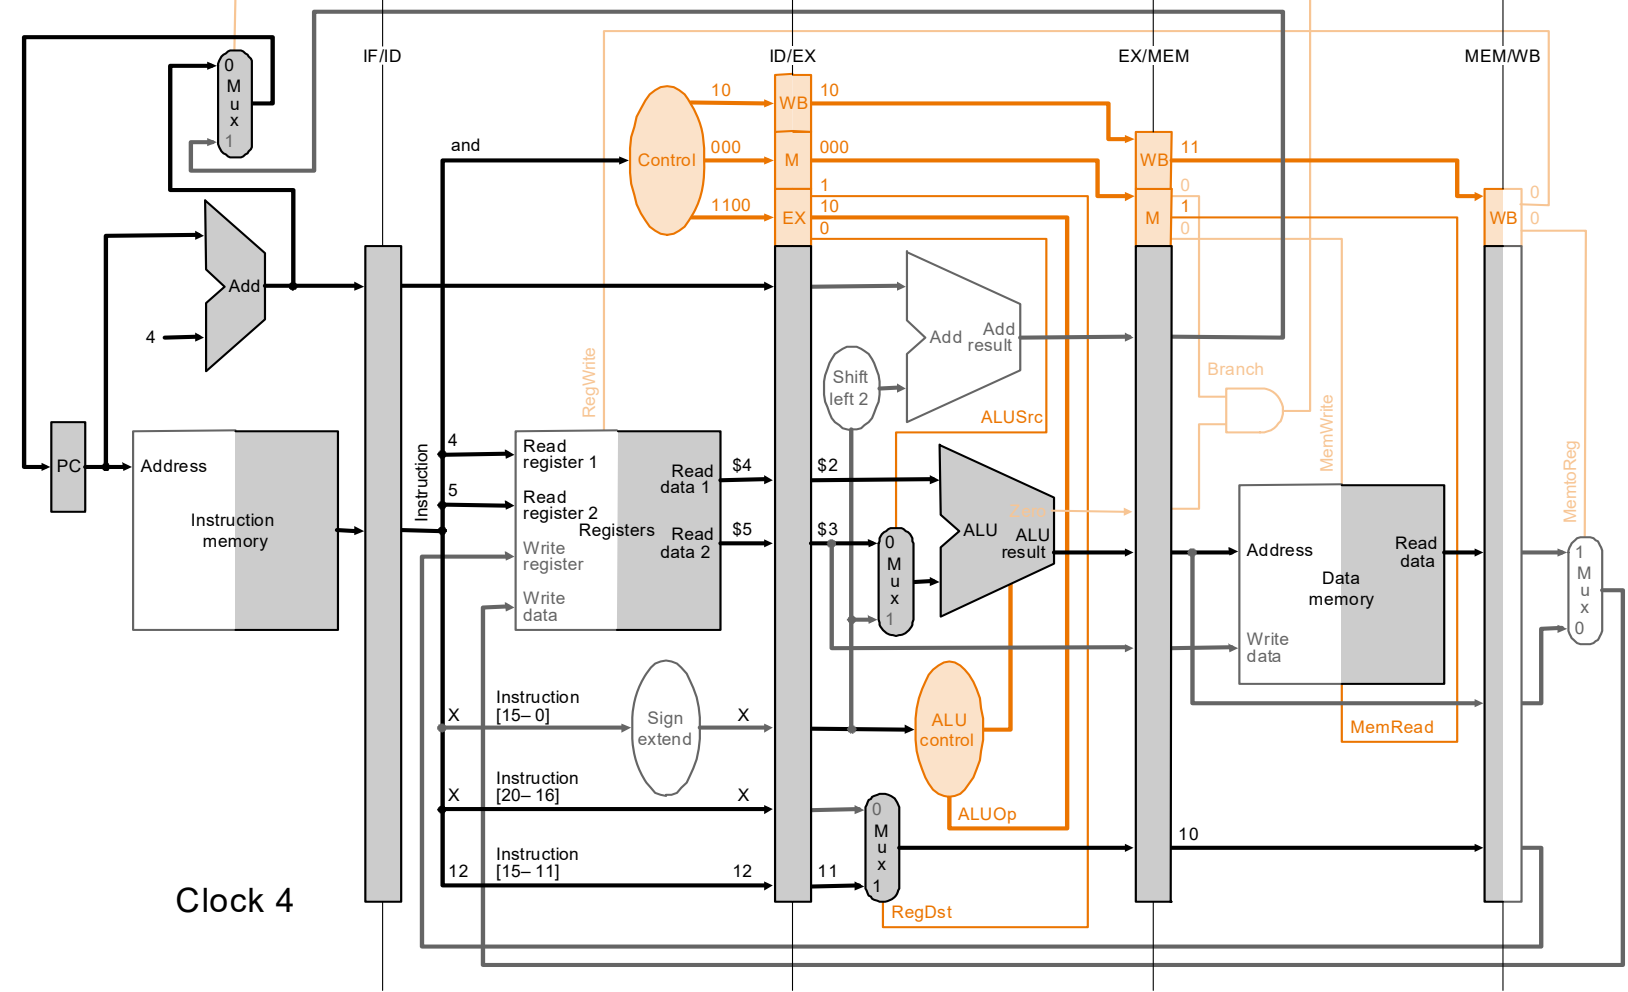 IF/ID
ID/EX
EX/MEM
MEM/WB
0
M
u
x
1
and
Control
10
000
1100
WB
M
EX
10
000
1
10
0
WB
M
11
0
1
0
WB
0
0
Add
4
Add
Add
result
Shift
left 2
RegWrite
ALUSrc
Branch
MemWrite
MemtoReg
PC
Address
Instruction
memory
Instruction
4
5
Read
register 1
Read
register 2
Write
register
Write
data
Registers
Read
data 1
Read
data 2
$4
$5
$2
$3
0
M
u
x
1
Zero
ALU
ALU
result
Address
Read
data
Data
memory
Write
data
1
M
u
x
0
X
Instruction
[15– 0]
Sign
extend
X
ALU
control
MemRead
X
Instruction
[20– 16]
X
ALUOp
0
M
u
x
1
10
12
Instruction
[15– 11]
12
11
RegDst
Clock 4